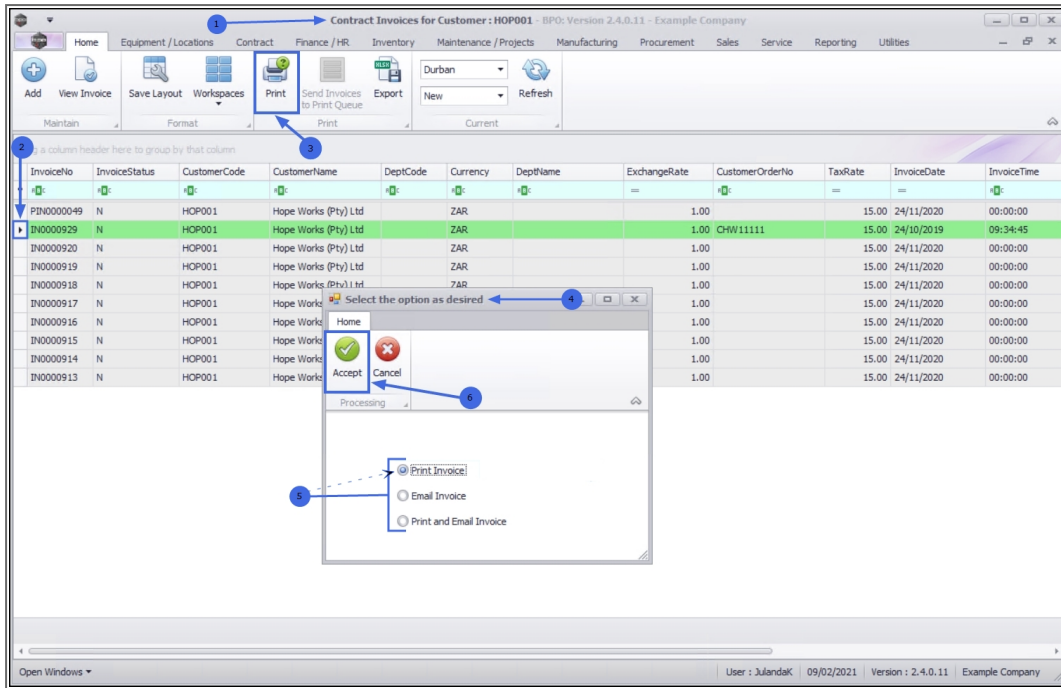 1
Contract Invoices for Customer : HOP001 - BPO: Version 2.4.0.11 - Example Company
Home Equipment / Locations Contract Finance / HR Inventory Maintenance / Projects Manufacturing Procurement Sales Service Reporting Utilities
Add View Invoice Save Layout Workspaces Print Send Invoices to Print Queue Export Durban New Refresh
Maintain Format Print Current
3
2
a column header here to group by that column
InvoiceNo InvoiceStatus CustomerCode CustomerName DeptCode Currency DeptName ExchangeRate CustomerOrderNo TaxRate InvoiceDate InvoiceTime
PIN0000049 N HOP001 Hope Works (Pty) Ltd ZAR 1.00 15.00 24/11/2020 00:00:00
IN0000929 N HOP001 Hope Works (Pty) Ltd ZAR 1.00 CHW11111 15.00 24/10/2019 09:34:45
IN0000920 N HOP001 Hope Works (Pty) Ltd ZAR 1.00 15.00 24/11/2020 00:00:00
IN0000919 N HOP001 Hope Works (Pty) Ltd ZAR 1.00 15.00 24/11/2020 00:00:00
IN0000918 N HOP001 Hope Works (Pty) Ltd ZAR 1.00 15.00 24/11/2020 00:00:00
IN0000917 N HOP001 Hope Works 1.00 15.00 24/11/2020 00:00:00
IN0000916 N HOP001 Hope Works 1.00 15.00 24/11/2020 00:00:00
IN0000915 N HOP001 Hope Works 1.00 15.00 24/11/2020 00:00:00
IN0000914 N HOP001 Hope Works 1.00 15.00 24/11/2020 00:00:00
IN0000913 N HOP001 Hope Works 1.00 15.00 24/11/2020 00:00:00
Select the option as desired
4
Home
Accept Cancel
6
Processing
Print Invoice
5
Email Invoice
Print and Email Invoice
Open Windows User : JulandaK 09/02/2021 Version : 2.4.0.11 Example Company